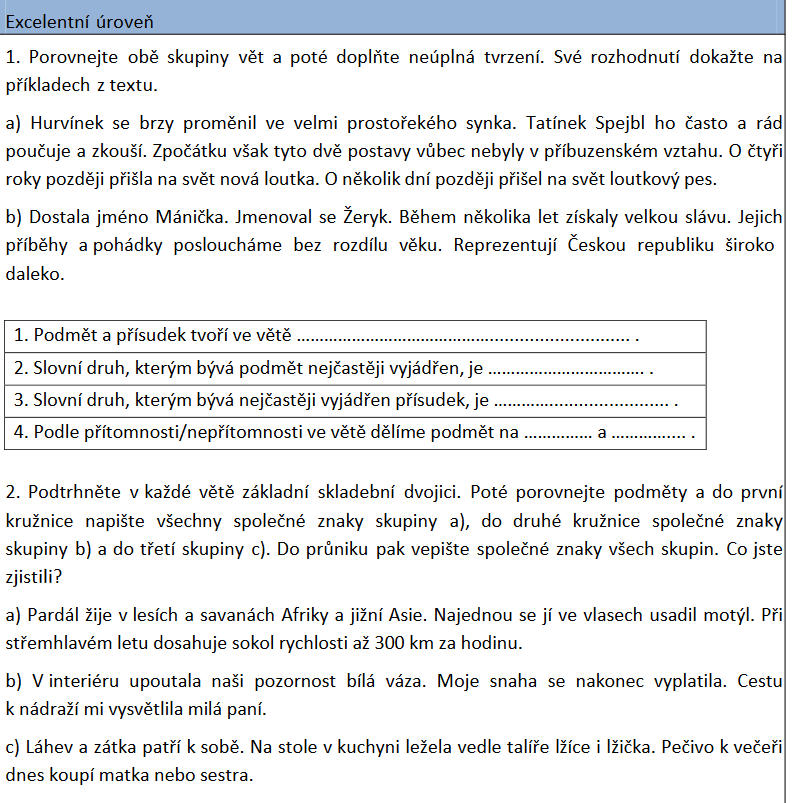 Excelentní úroveň
1. Porovnejte obě skupiny vět a poté doplňte neúplná tvrzení. Své rozhodnutí dokažte na
příkladech z textu.
a) Hurvínek se brzy proměnil ve velmi prostořekého synka. Tatínek Spejbl ho často a rád
poučuje a zkouší. Zpočátku však tyto dvě postavy vůbec nebyly v příbuzenském vztahu. O čtyři
roky později přišla na svět nová loutka. O několik dní později přišel na svět loutkový pes.
b) Dostala jméno Mánička. Jmenoval se Žeryk. Během několika let získaly velkou slávu. Jejich
příběhy a pohádky posloucháme bez rozdílu věku. Reprezentují Českou republiku široko
daleko.
1. Podmět a přísudek tvoří ve větě ..................................................................... .
2. Slovní druh, kterým bývá podmět nejčastěji vyjádřen, je .................................. .
3. Slovní druh, kterým bývá nejčastěji vyjádřen přísudek, je ...................................... .
4. Podle přítomnosti/nepřítomnosti ve větě dělíme podmět na ............... a ................ .
2. Podtrhněte v každé větě základní skladební dvojici. Poté porovnejte podměty a do první
kružnice napište všechny společné znaky skupiny a), do druhé kružnice společné znaky
skupiny b) a do třetí skupiny c). Do průniku pak vepište společné znaky všech skupin. Co jste
zjistili?
a) Pardál žije v lesích a savanách Afriky a jižní Asie. Najednou se jí ve vlasech usadil motýl. Při
střemhlavém letu dosahuje sokol rychlosti až 300 km za hodinu.
b) V interiéru upoutala naši pozornost bílá váza. Moje snaha se nakonec vyplatila. Cestu
k nádraží mi vysvětlila milá paní.
c) Láhev a zátka patří k sobě. Na stole v kuchyni ležela vedle talíře lžíce i lžička. Pečivo k večeři
dnes koupí matka nebo sestra.